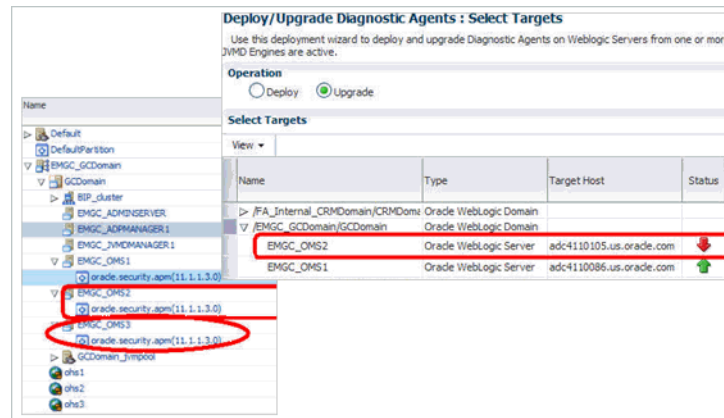 Deploy/Upgrade Diagnostic Agents : Select Targets
Use this deployment wizard to deploy and upgrade Diagnostic Agents on Weblogic Servers from one or mor
JVMD Engines are active.
Operation
Deploy Upgrade
Select Targets
View
Name Type Target Host Status
/FA_Internal_CRMDomain/CRMDoma Oracle WebLogic Domain
/EMGC_GCDomain/GCDomain Oracle WebLogic Domain
EMGC_OMS2 Oracle WebLogic Server adc4110105.us.oracle.com
EMGC_OMS1 Oracle WebLogic Server adc4110086.us.oracle.com
Name
Default
DefaultPartition
EMGC_GCDomain
GCDomain
BIP_cluster
EMGC_ADMINSERVER
EMGC_ADPMANAGER1
EMGC_JVMDMANAGER1
EMGC_OMS1
oracle.security.apm(11.1.1.3.0)
EMGC_OMS2
oracle.security.apm(11.1.1.3.0)
EMGC_OMS3
oracle.security.apm(11.1.1.3.0)
GCDomain_jvmpool
ohs1
ohs2
ohs3